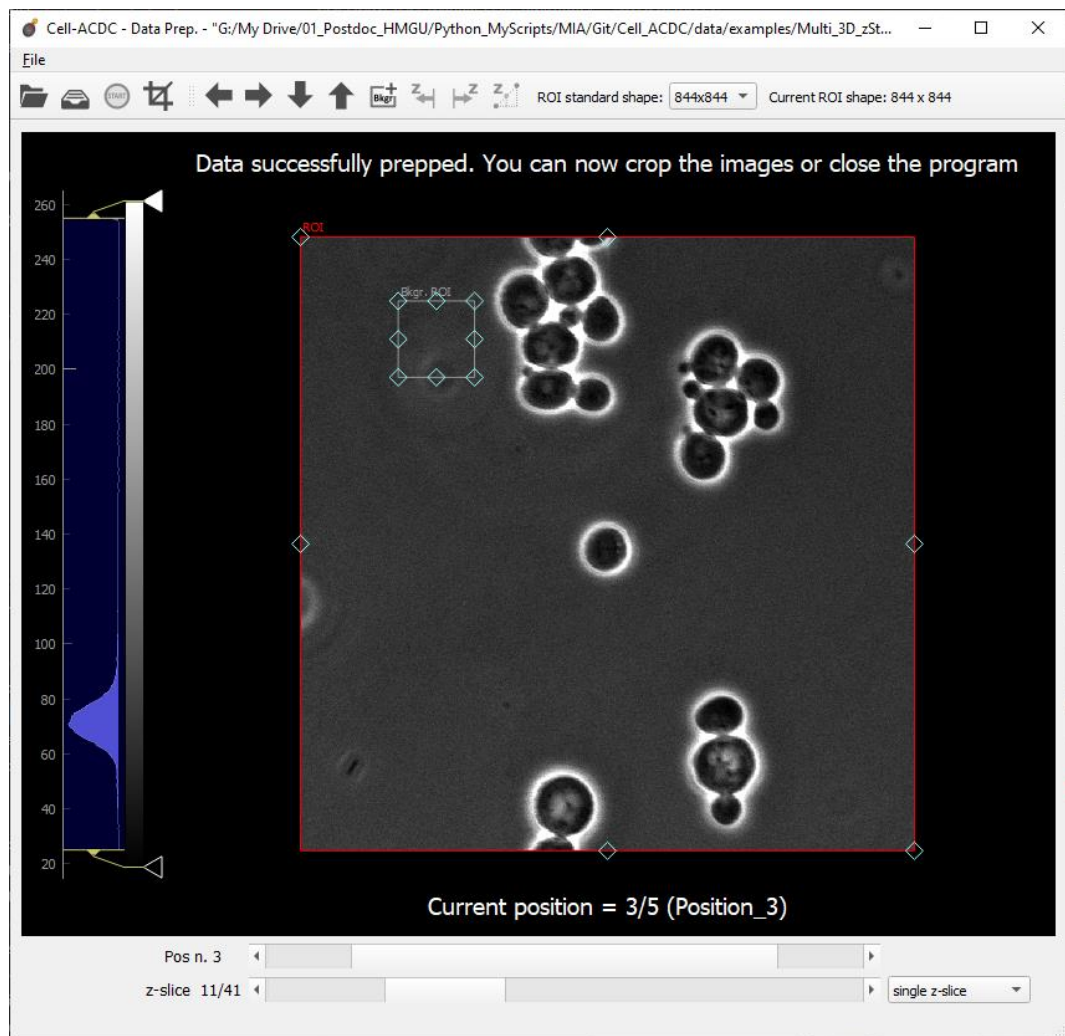 Cell-ACDC - Data Prep. - "G:/My Drive/01_Postdoc_HMGU/Python_MyScripts/MIA/Git/Cell_ACDC/data/examples/Multi_3D_zSt...
File
START
Bkgr
Z
Z
Z
ROI standard shape: 844x844 Current ROI shape: 844 x 844
Data successfully prepped. You can now crop the images or close the program
260
240
220
200
180
160
140
120
100
80
60
40
20
ROI
Bkgr. ROI
Current position = 3/5 (Position_3)
Pos n. 3
z-slice 11/41 single z-slice